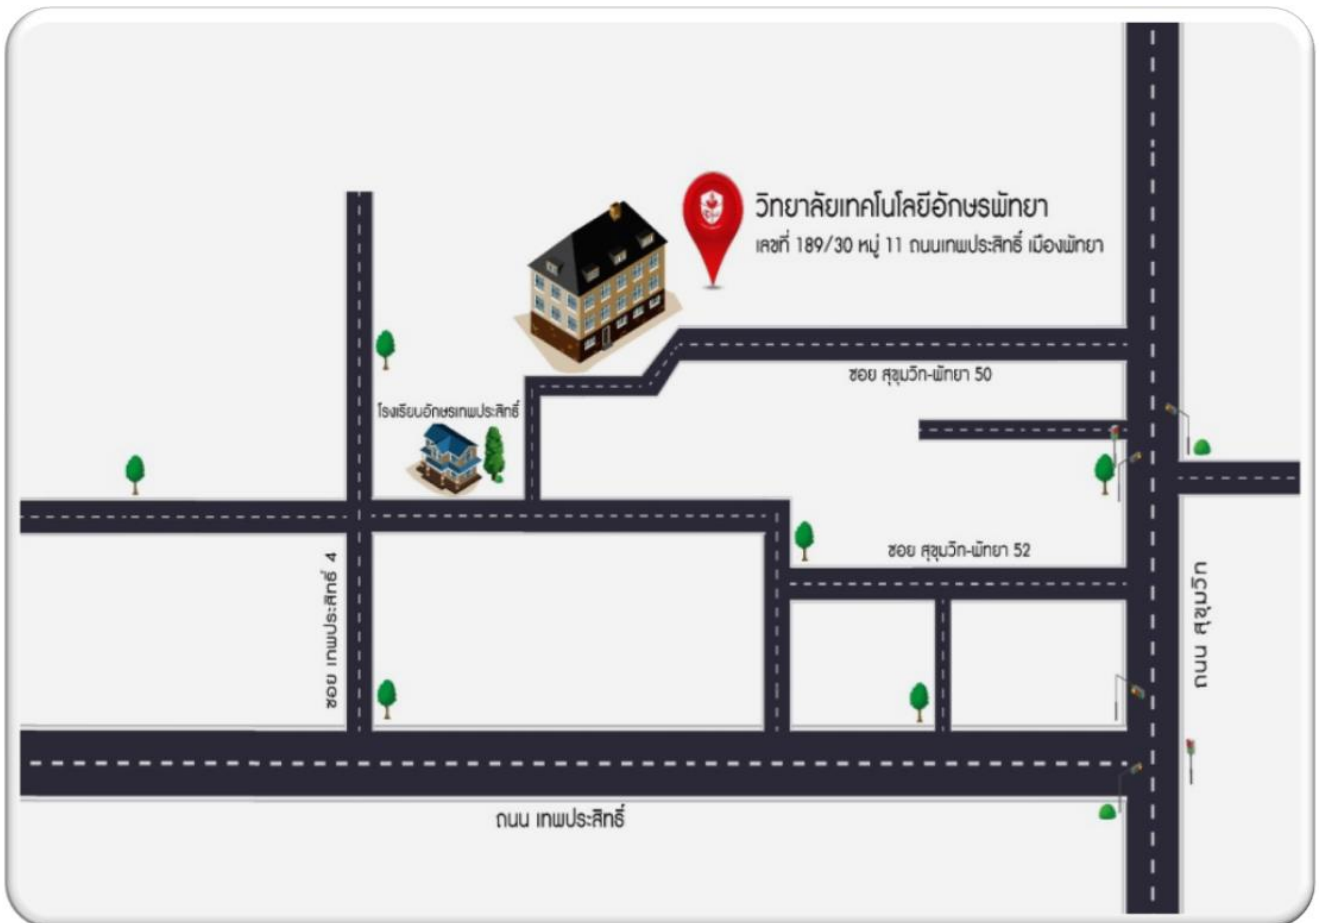 วิทยาลัยเทคโนโลยีอักษรพัทยา
เลขที่ 189/30 หมู่ 11 ถนนเทพประสิทธิ์ เมืองพัทยา
ซอย สุขุมวิท-พัทยา 50
โรงเรียนอักษรเทพประสิทธิ์
ซอย สุขุมวิท-พัทยา 52
ซอย เทพประสิทธิ์ 4
ถนน สุขุมวิท
ถนน เทพประสิทธิ์